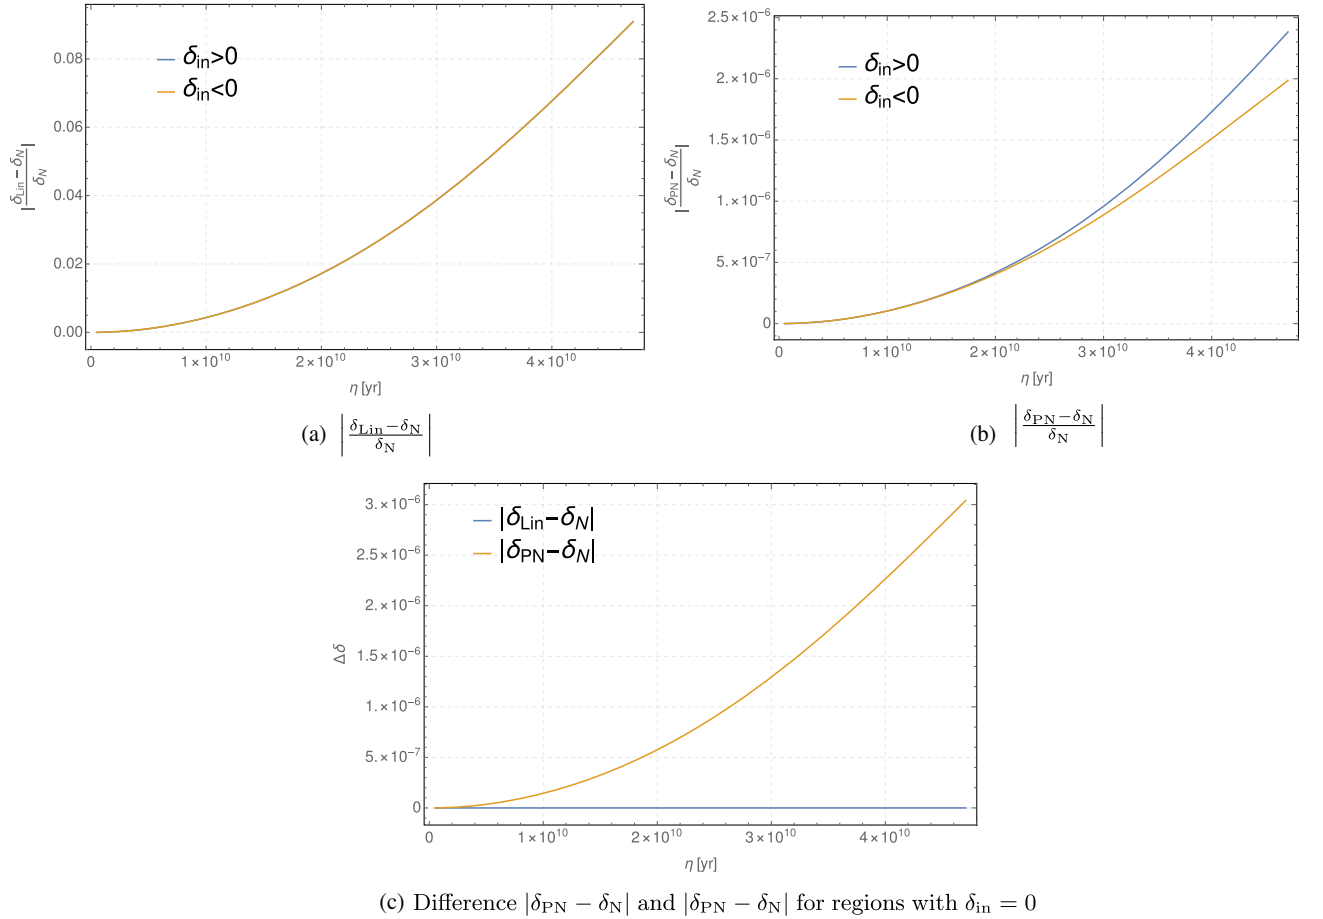 δin>0
δin<0
|δLin−δN / δN|
0.08
0.06
0.04
0.02
0.00
0
1×10^10
2×10^10
3×10^10
4×10^10
η [yr]
(a) |δLin−δN / δN|
δin>0
δin<0
|δPN−δN / δN|
2.5×10^-6
2.×10^-6
1.5×10^-6
1.×10^-6
5.×10^-7
0
0
1×10^10
2×10^10
3×10^10
4×10^10
η [yr]
(b) |δPN−δN / δN|
|δLin−δN|
|δPN−δN|
Δδ
3.×10^-6
2.5×10^-6
2.×10^-6
1.5×10^-6
1.×10^-6
5.×10^-7
0
0
1×10^10
2×10^10
3×10^10
4×10^10
η [yr]
(c) Difference |δPN − δN| and |δPN − δN| for regions with δin = 0